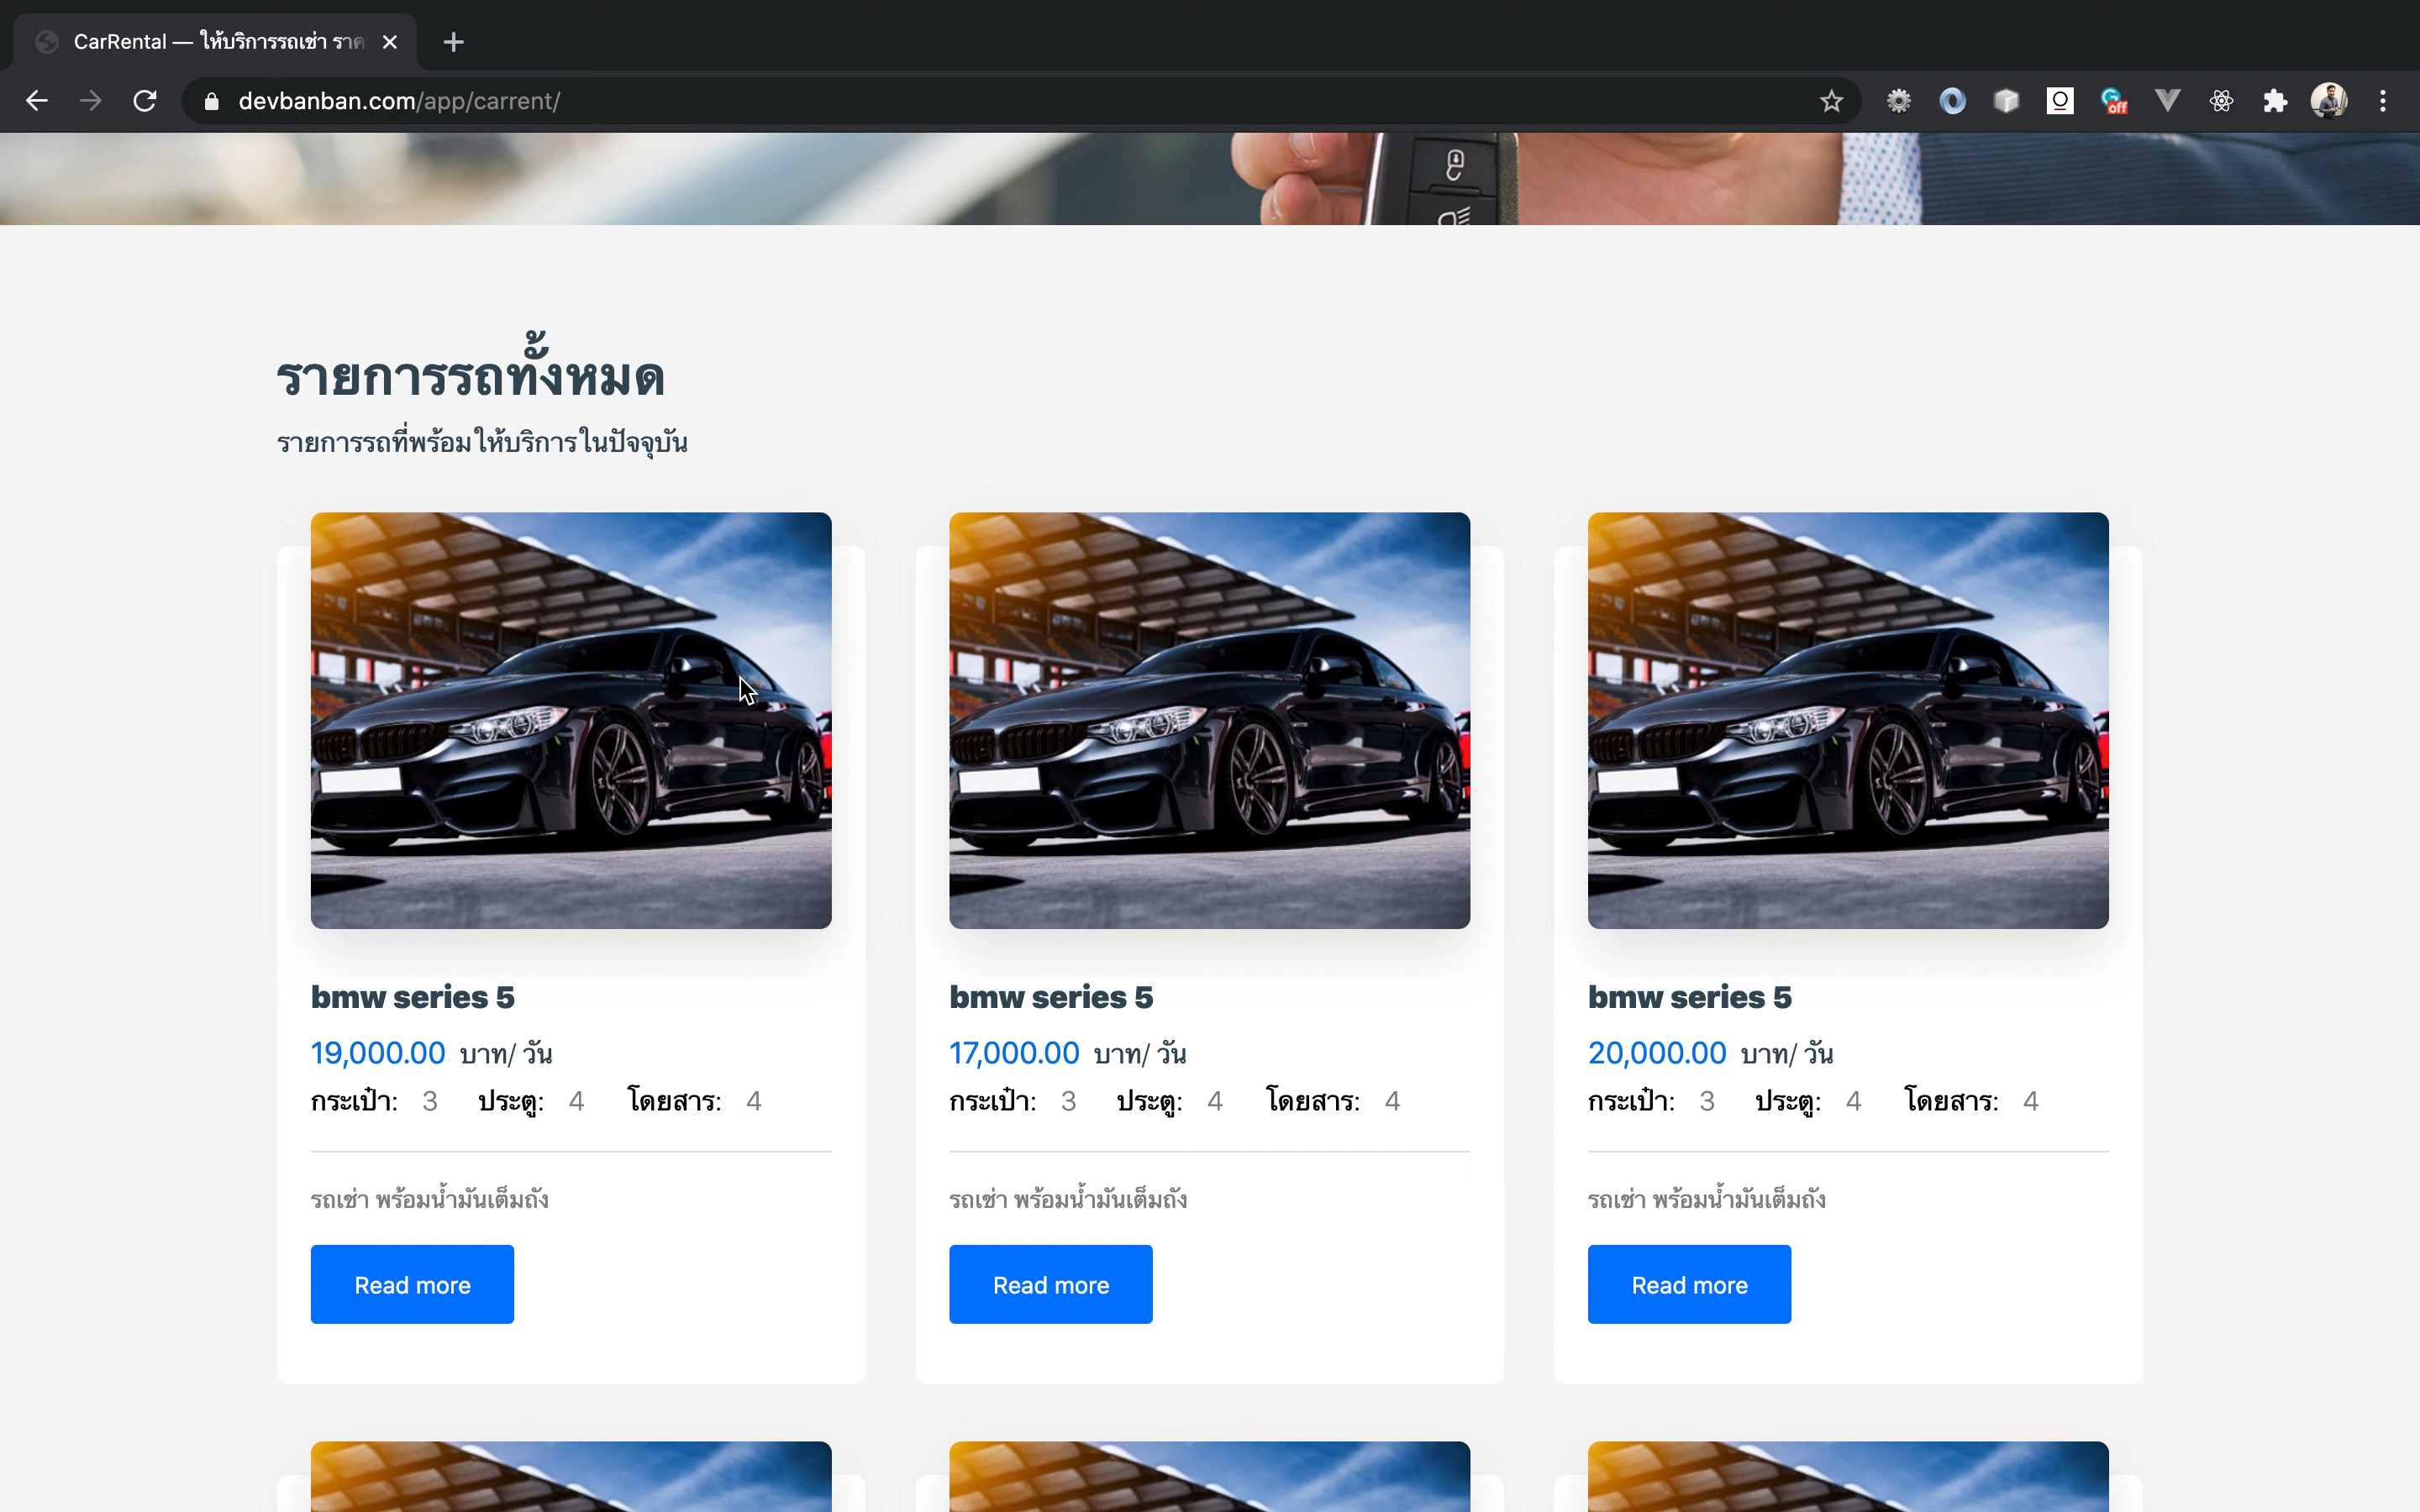 CarRental — ให้บริการรถเช่า ราค
devbanban.com/app/carrent/
off
รายการรถทั้งหมด
รายการรถที่พร้อมให้บริการในปัจจุบัน
bmw series 5
19,000.00 บาท/ วัน
กระเป๋า: 3 ประตู: 4 โดยสาร: 4
รถเช่า พร้อมน้ำมันเต็มถัง
Read more
bmw series 5
17,000.00 บาท/ วัน
กระเป๋า: 3 ประตู: 4 โดยสาร: 4
รถเช่า พร้อมน้ำมันเต็มถัง
Read more
bmw series 5
20,000.00 บาท/ วัน
กระเป๋า: 3 ประตู: 4 โดยสาร: 4
รถเช่า พร้อมน้ำมันเต็มถัง
Read more